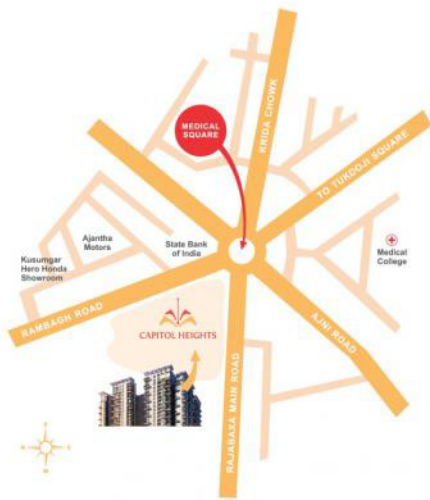 MEDICAL
SQUARE
KRIDA CHOWK
TO TUKDOJI SQUARE
Ajantha
Motors
State Bank
of India
Medical
College
Kusumgar
Hero Honda
Showroom
RAMBAGH ROAD
CAPITOL HEIGHTS
AJNI ROAD
RAJABAXA MAIN ROAD